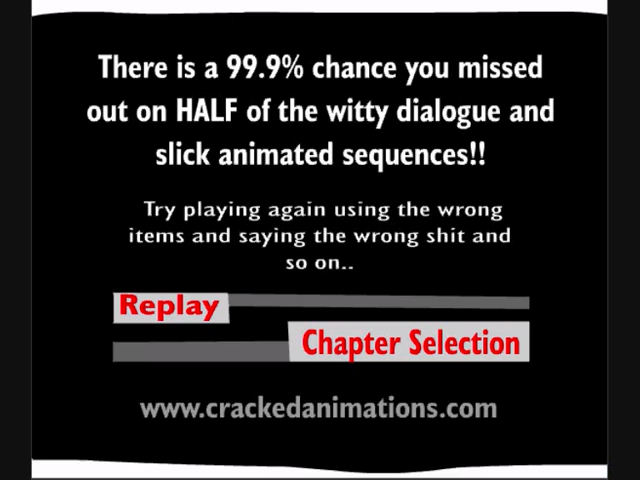 There is a 99.9% chance you missed
out on HALF of the witty dialogue and
slick animated sequences!!
Try playing again using the wrong
items and saying the wrong shit and
so on..
Replay
Chapter Selection
www.crackedanimations.com